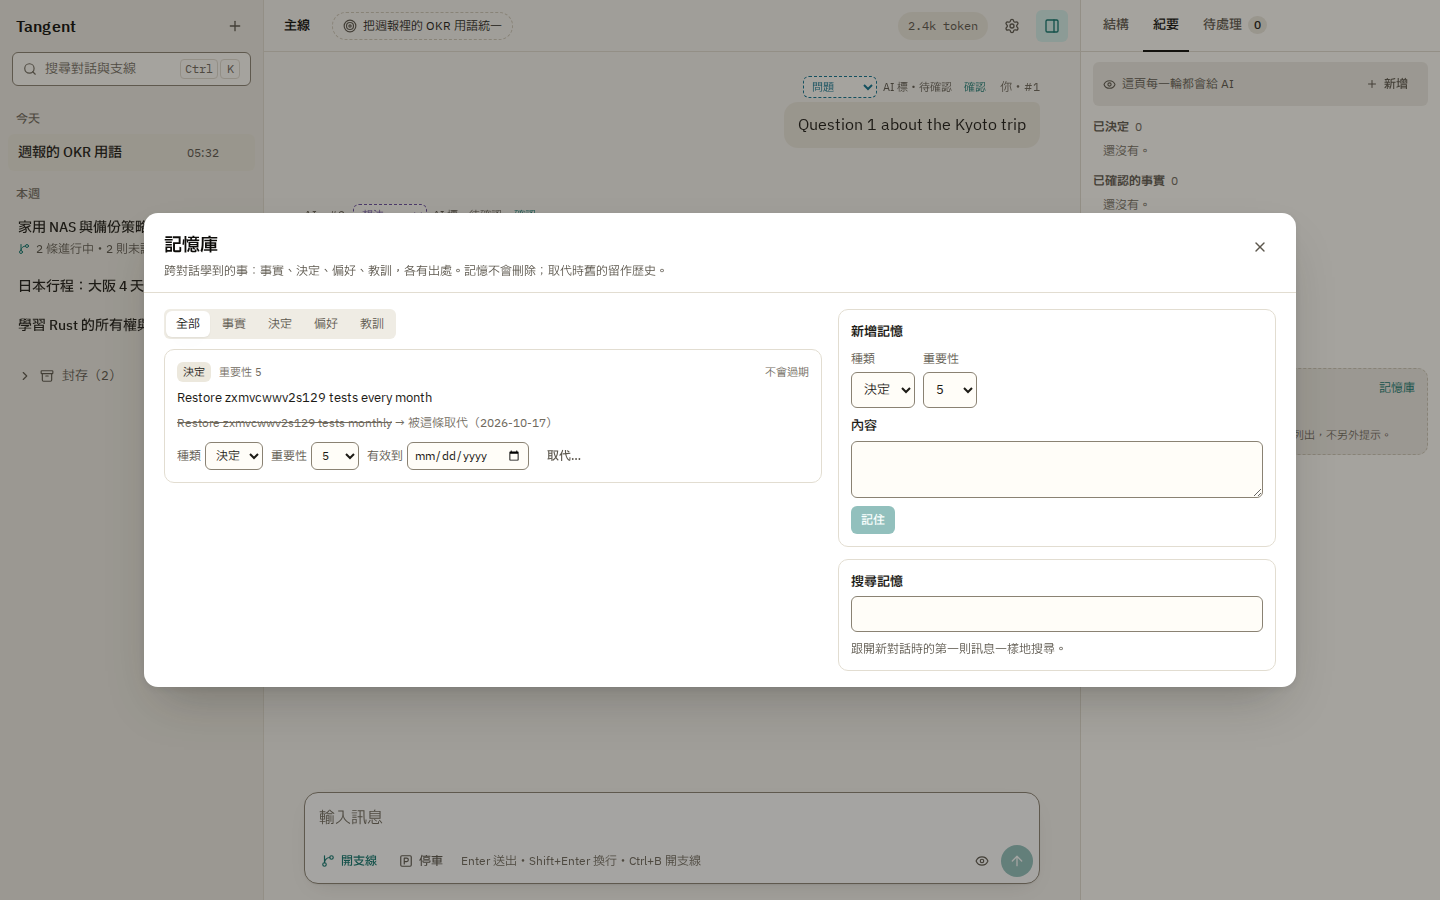 Tangent
搜尋對話與支線
Ctrl K
今天
週報的 OKR 用語 05:32
本週
家用 NAS 與備份策略
2 條進行中・2 則未
日本行程：大阪 4 天
學習 Rust 的所有權
封存（2）
主線
把週報裡的 OKR 用語統一
2.4k token
問題 AI 標・待確認 確認 你・#1
Question 1 about the Kyoto trip
結構 紀要 待處理 0
這頁每一輪都會給 AI
新增
已決定 0
還沒有。
已確認的事實 0
還沒有。
記憶庫
列出，不另外提示。
記憶庫
跨對話學到的事：事實、決定、偏好、教訓，各有出處。記憶不會刪除；取代時舊的留作歷史。
全部 事實 決定 偏好 教訓
決定 重要性 5 不會過期
Restore zxmvcwwv2s129 tests every month
Restore zxmvcwwv2s129 tests monthly → 被這條取代（2026-10-17）
種類 決定 重要性 5 有效到 mm/dd/yyyy 取代…
新增記憶
種類 重要性
決定 5
內容
記住
搜尋記憶
跟開新對話時的第一則訊息一樣地搜尋。
輸入訊息
開支線 停車 Enter 送出・Shift+Enter 換行・Ctrl+B 開支線